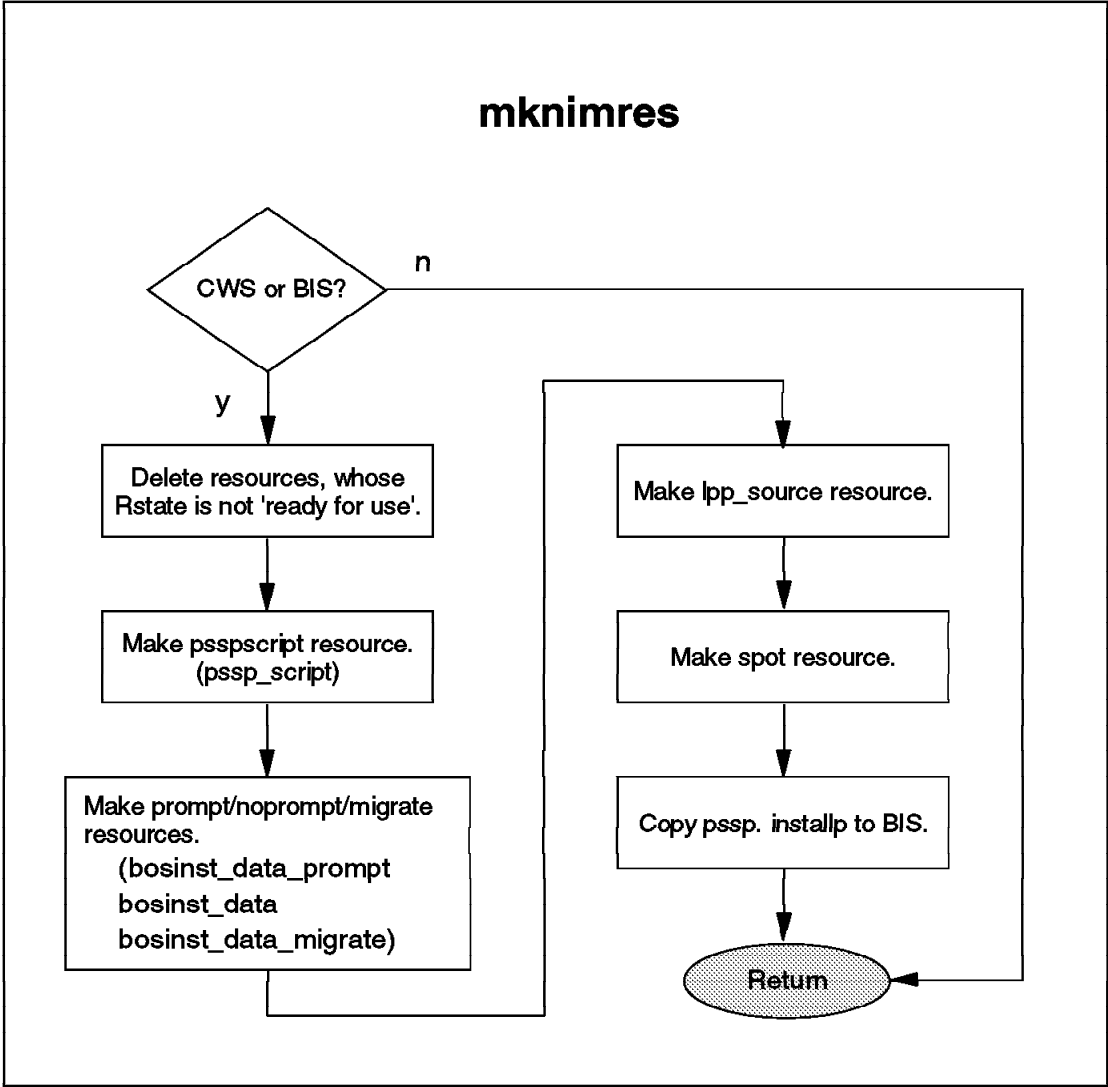 mknimres
CWS or BIS?
n
y
Delete resources, whose
Rstate is not 'ready for use'.
Make psspscript resource.
(pssp_script)
Make prompt/noprompt/migrate
resources.
(bosinst_data_prompt
bosinst_data
bosinst_data_migrate)
Make lpp_source resource.
Make spot resource.
Copy pssp. installp to BIS.
Return